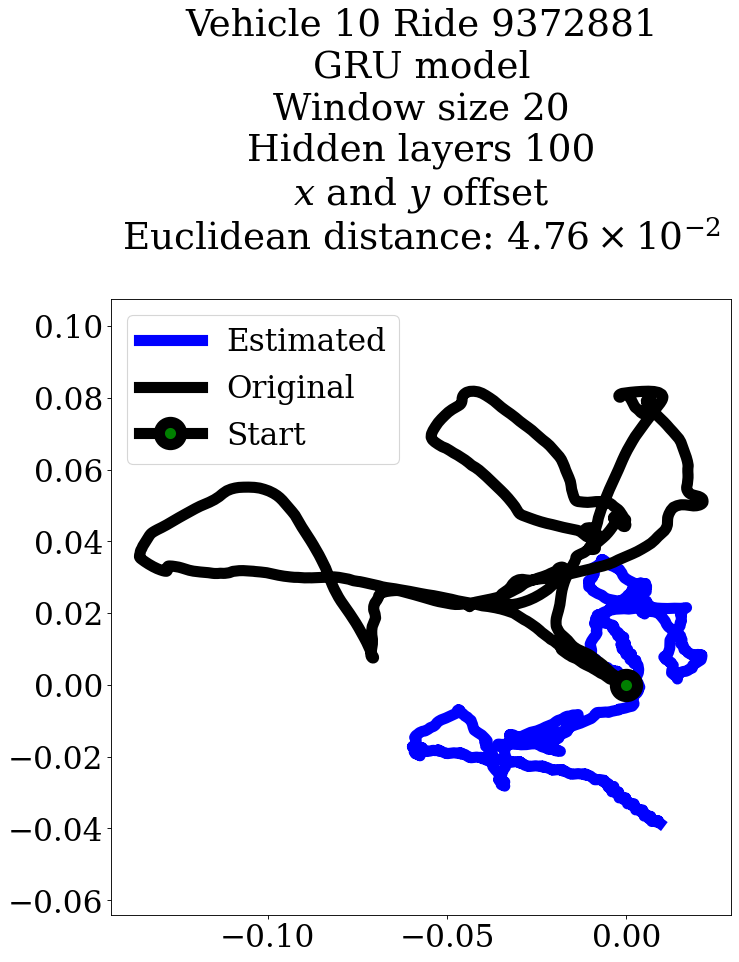 Vehicle 10 Ride 9372881
GRU model
Window size 20
Hidden layers 100
x and y offset
Euclidean distance: 4.76 × 10⁻²
Estimated
Original
Start
0.10
0.08
0.06
0.04
0.02
0.00
−0.02
−0.04
−0.06
−0.10 −0.05 0.00